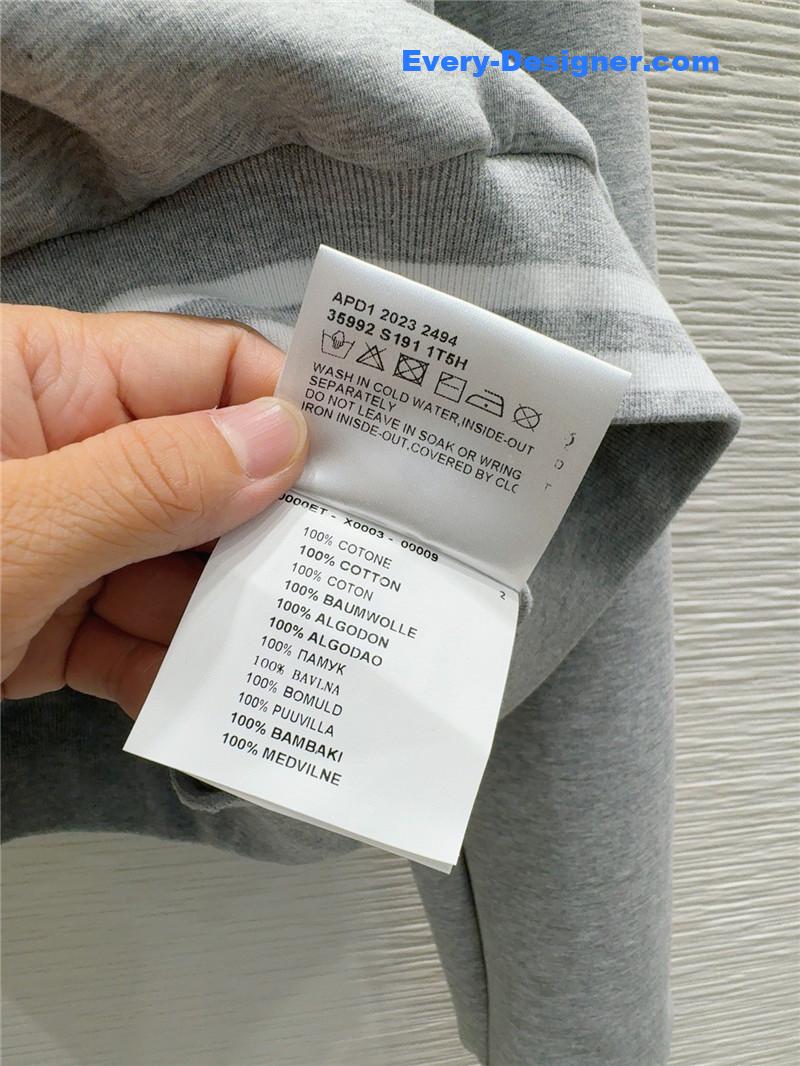 Every-Designer.com
APD1 2023 2494
35992 S191 1T5H
WASH IN COLD WATER,INSIDE-OUT
SEPARATELY
DO NOT LEAVE IN SOAK OR WRING
IRON INISDE-OUT,COVERED BY
- X0003 - 00009
2
100% COTONE
100% COTTON
100% COTON
100% BAUMWOLLE
100% ALGODON
100% ALGODAO
100% ПАМУК
100% BAVLNA
100% BOMULD
100% PUUVILLA
100% BAMBAKI
100% MEDVILNE